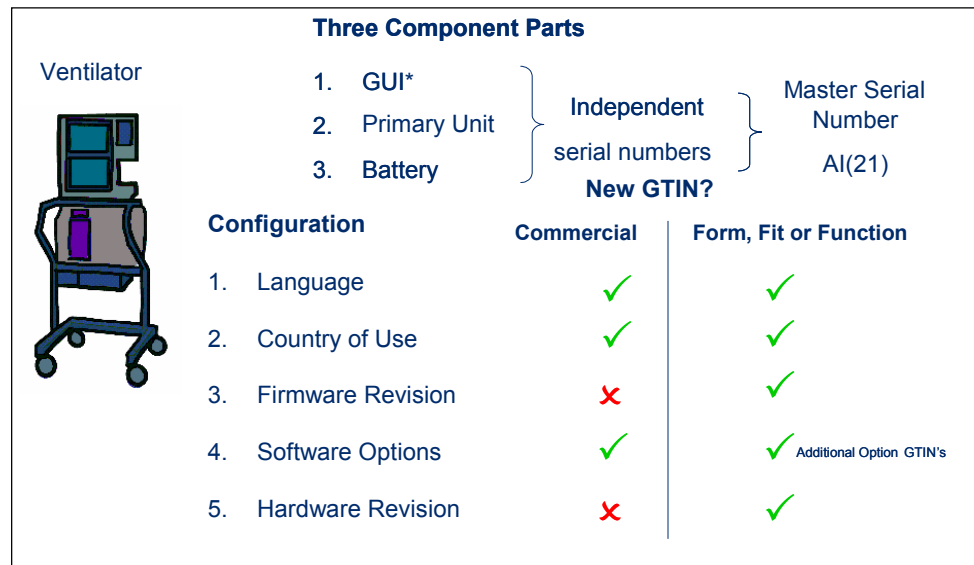 Three Component Parts
Ventilator
1. GUI*
2. Primary Unit
3. Battery
Independent
serial numbers
Master Serial
Number
AI(21)
New GTIN?
Configuration
Commercial
Form, Fit or Function
1. Language
2. Country of Use
3. Firmware Revision
4. Software Options
Additional Option GTIN's
5. Hardware Revision